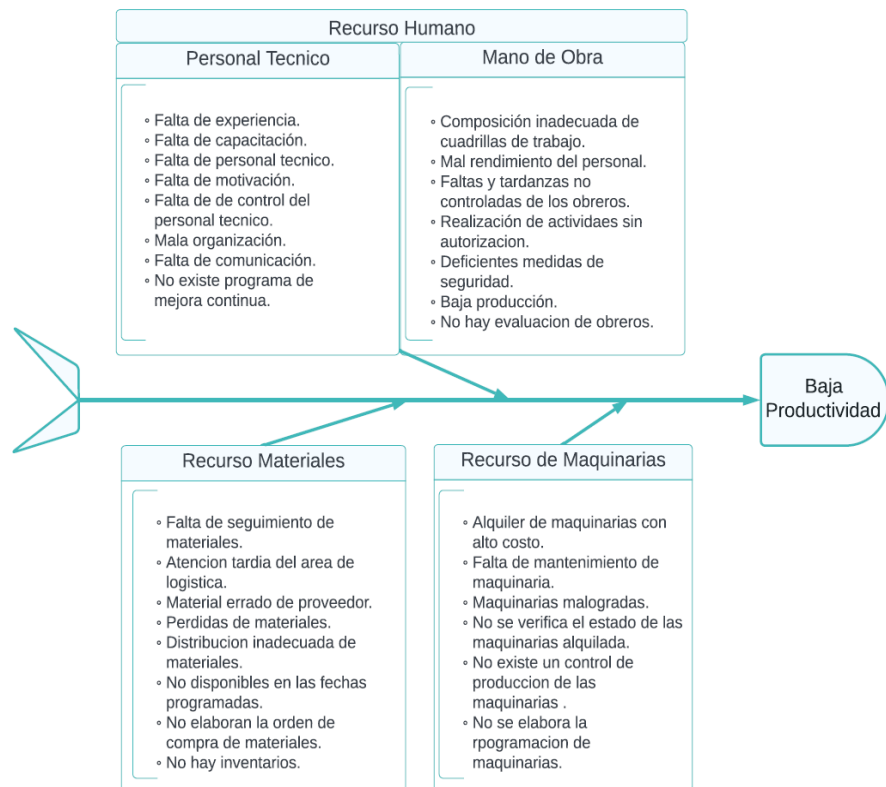 Recurso Humano
Personal Tecnico
◦ Falta de experiencia.
◦ Falta de capacitación.
◦ Falta de personal tecnico.
◦ Falta de motivación.
◦ Falta de de control del
personal tecnico.
◦ Mala organización.
◦ Falta de comunicación.
◦ No existe programa de
mejora continua.
Mano de Obra
◦ Composición inadecuada de
cuadrillas de trabajo.
◦ Mal rendimiento del personal.
◦ Faltas y tardanzas no
controladas de los obreros.
◦ Realización de actividaes sin
autorizacion.
◦ Deficientes medidas de
seguridad.
◦ Baja producción.
◦ No hay evaluacion de obreros.
Baja
Productividad
Recurso Materiales
◦ Falta de seguimiento de
materiales.
◦ Atencion tardia del area de
logistica.
◦ Material errado de proveedor.
◦ Perdidas de materiales.
◦ Distribucion inadecuada de
materiales.
◦ No disponibles en las fechas
programadas.
◦ No elaboran la orden de
compra de materiales.
◦ No hay inventarios.
Recurso de Maquinarias
◦ Alquiler de maquinarias con
alto costo.
◦ Falta de mantenimiento de
maquinaria.
◦ Maquinarias malogradas.
◦ No se verifica el estado de las
maquinarias alquilada.
◦ No existe un control de
produccion de las
maquinarias .
◦ No se elabora la
rpogramacion de
maquinarias.